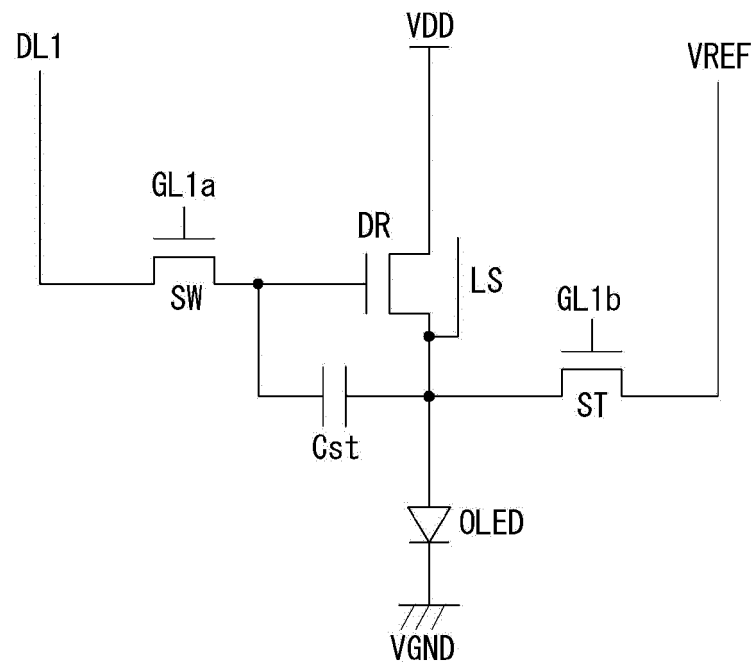 VDD
DL1
VREF
GL1a
DR
LS
SW
GL1b
ST
Cst
OLED
VGND